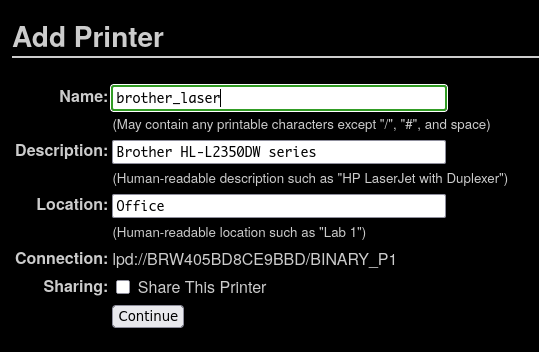 Add Printer
Name: brother_laser
(May contain any printable characters except "/", "#", and space)
Description: Brother HL-L2350DW series
(Human-readable description such as "HP LaserJet with Duplexer")
Location: Office
(Human-readable location such as "Lab 1")
Connection: lpd://BRW405BD8CE9BBD/BINARY_P1
Sharing: Share This Printer
Continue